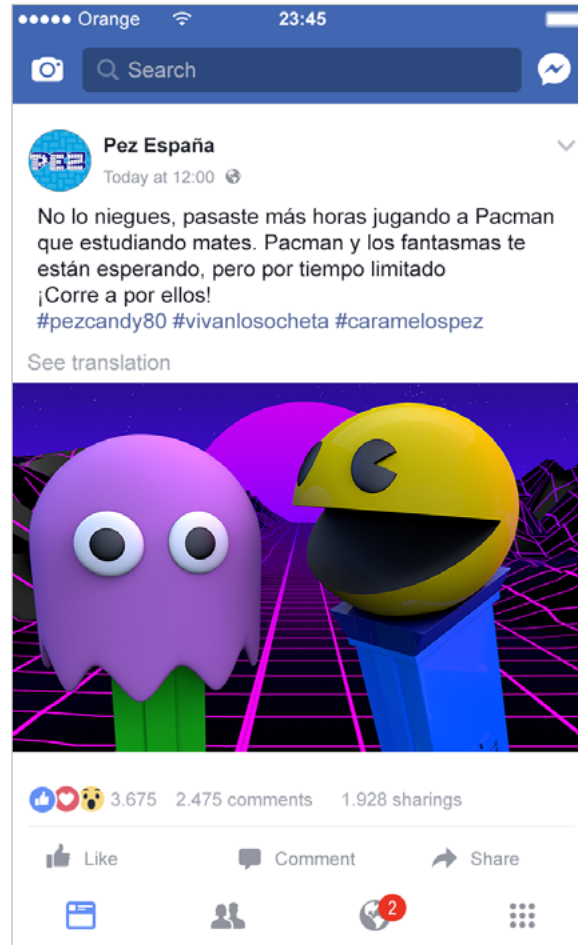 Orange 23:45
Search
PEZ
Pez España
Today at 12:00
No lo niegues, pasaste más horas jugando a Pacman
que estudiando mates. Pacman y los fantasmas te
están esperando, pero por tiempo limitado
¡Corre a por ellos!
#pezcandy80 #vivanlosocheta #caramelospez
See translation
3.675 2.475 comments 1.928 sharings
Like Comment Share
2